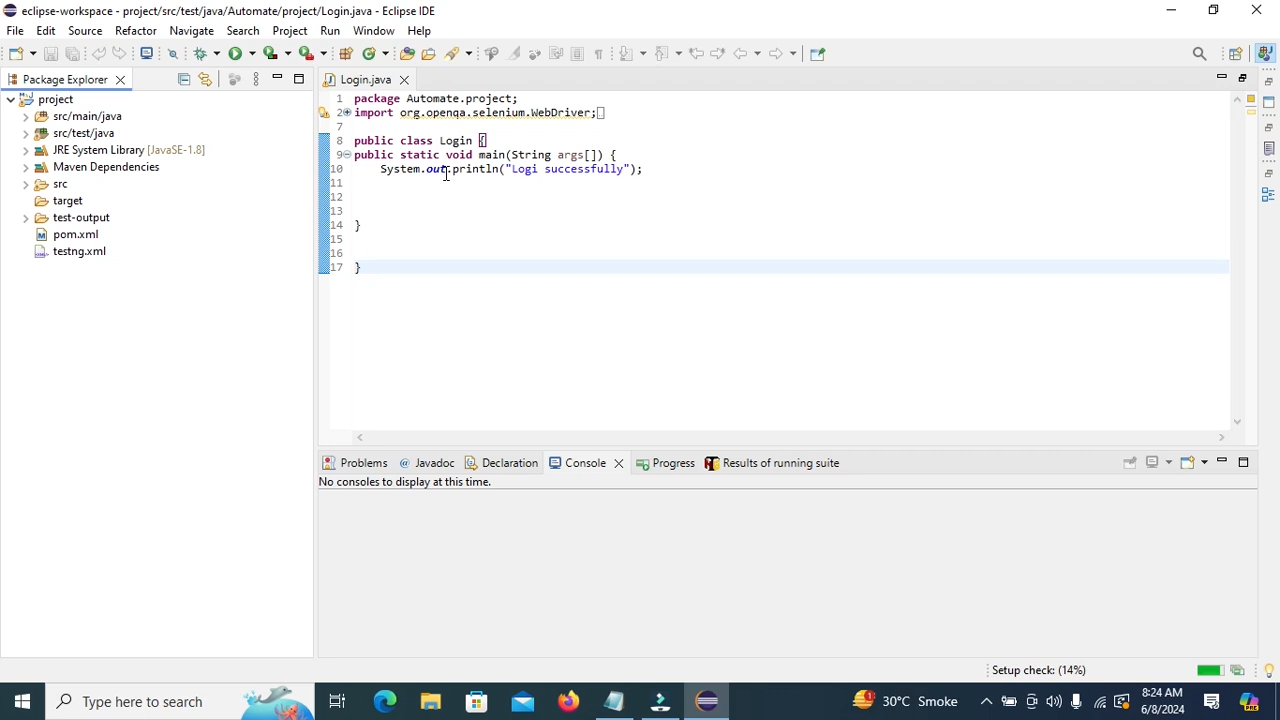 eclipse-workspace - project/src/test/java/Automate/project/Login.java - Eclipse IDE
File Edit Source Refactor Navigate Search Project Run Window Help
Package Explorer
project
src/main/java
src/test/java
JRE System Library [JavaSE-1.8]
Maven Dependencies
src
target
test-output
pom.xml
testng.xml
Login.java
1 package Automate.project;
2 import org.openqa.selenium.WebDriver;
7
8 public class Login {
9 public static void main(String args[]) {
10 System.out.println("Logi successfully");
11
12
13
14 }
15
16
17 }
Problems Javadoc Declaration Console Progress Results of running suite
No consoles to display at this time.
Setup check: (14%)
Type here to search
1
30°C Smoke
8:24 AM
6/8/2024
PRE